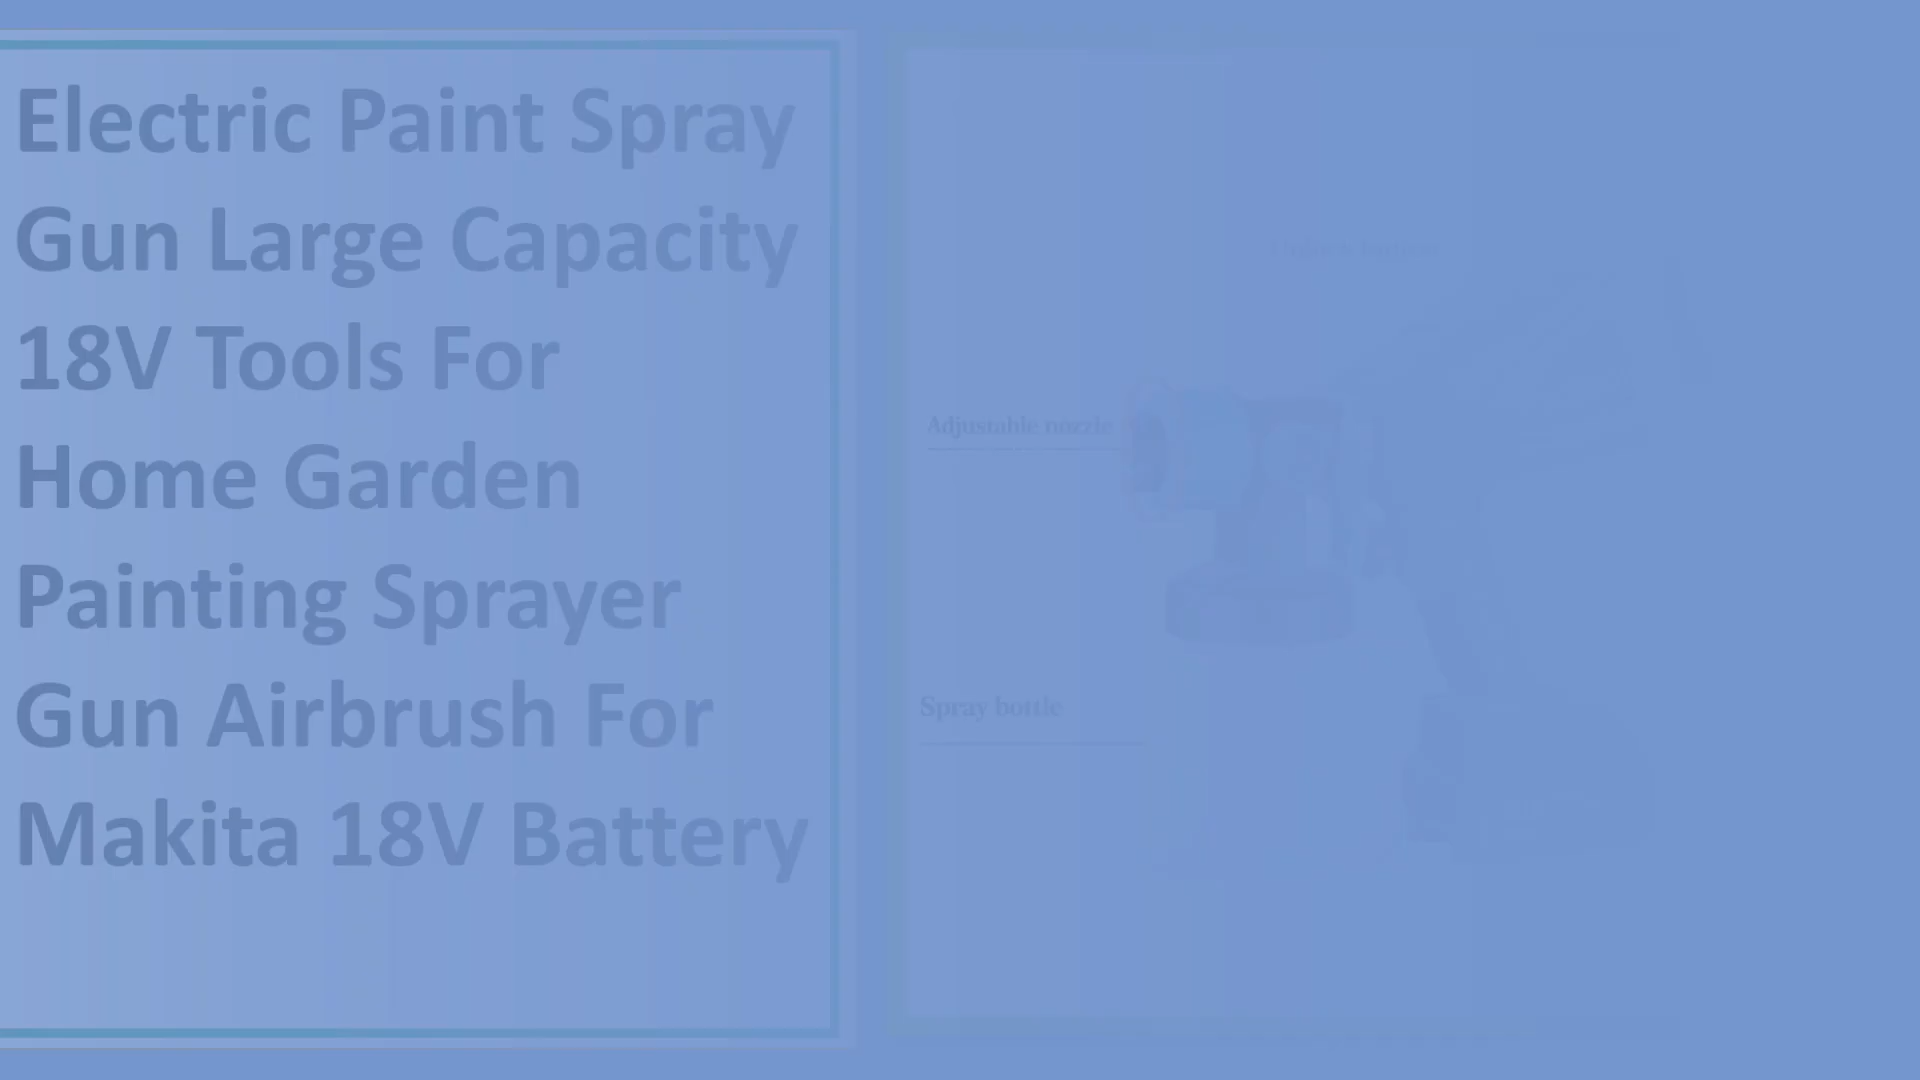 Electric Paint Spray
Gun Large Capacity
18V Tools For
Home Garden
Painting Sprayer
Gun Airbrush For
Makita 18V Battery
Adjustable nozzle
Spray bottle